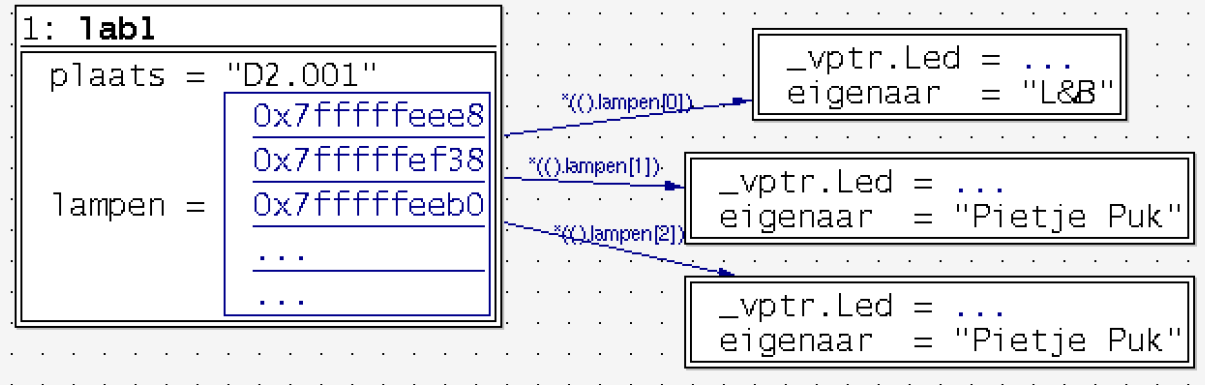 1: lab1
plaats = "D2.001"
lampen =
0x7fffffeee8
0x7fffffef38
0x7fffffeeb0
...
...
*(().lampen[0])
*(().lampen[1])
*(().lampen[2])
_vptr.Led = ...
eigenaar = "L&B"
_vptr.Led = ...
eigenaar = "Pietje Puk"
_vptr.Led = ...
eigenaar = "Pietje Puk"